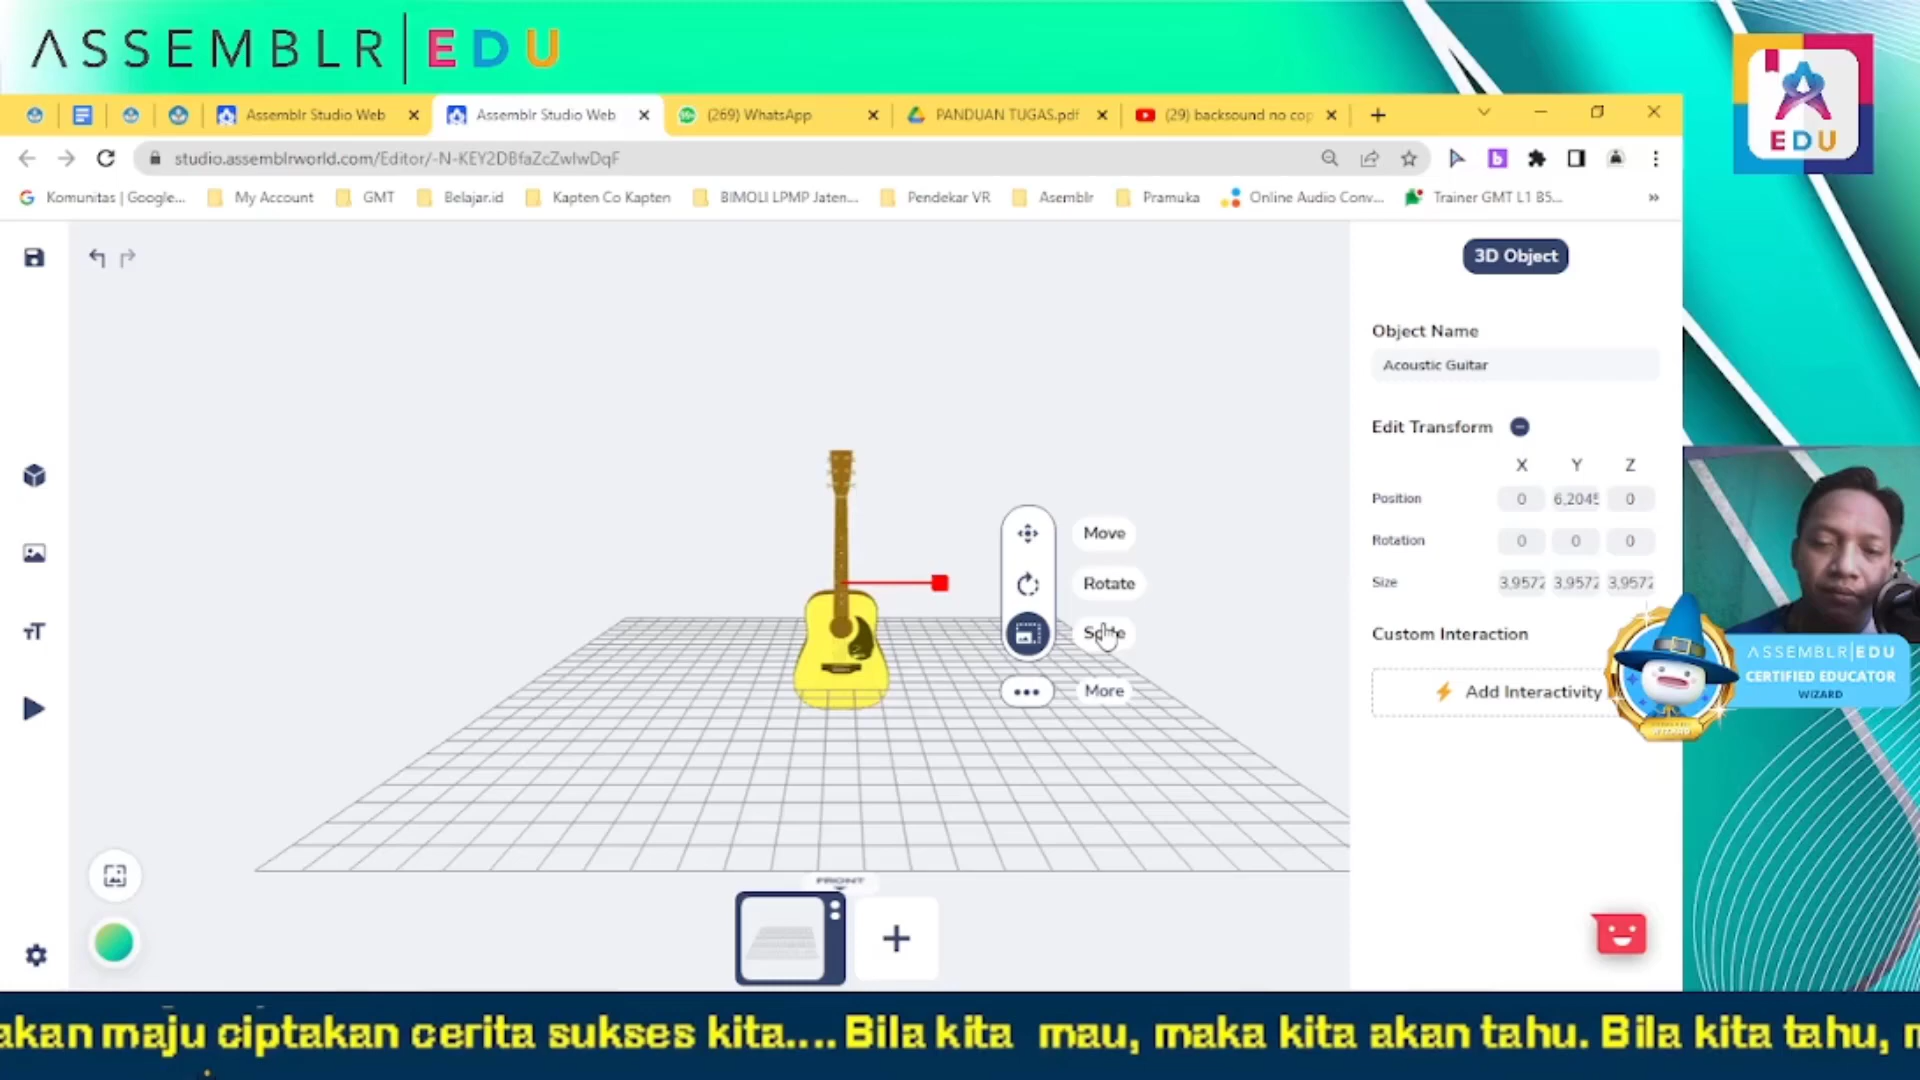 ASSEMBLR|EDU
EDU
Assemblr Studio Web
Assemblr Studio Web
(269) WhatsApp
PANDUAN TUGAS.pdf
(29) backsound no cop
studio.assemblrworld.com/Editor/-N-KEY2DBfaZcZwIwDqF
Komunitas | Google...
My Account
GMT
Belajar.id
Kapten Co Kapten
BIMOLI LPMP Jaten...
Pendekar VR
Asemblr
Pramuka
Online Audio Conv...
Trainer GMT L1 B5...
3D Object
Object Name
Acoustic Guitar
Edit Transform
X Y Z
Position 0 6,2045 0
Rotation 0 0 0
Size 3,9572 3,9572 3,9572
Custom Interaction
Add Interactivity
Move
Rotate
More
FRONT
ASSEMBLR|EDU
CERTIFIED EDUCATOR
WIZARD
akan maju ciptakan cerita sukses kita.... Bila kita mau, maka kita akan tahu. Bila kita tahu,